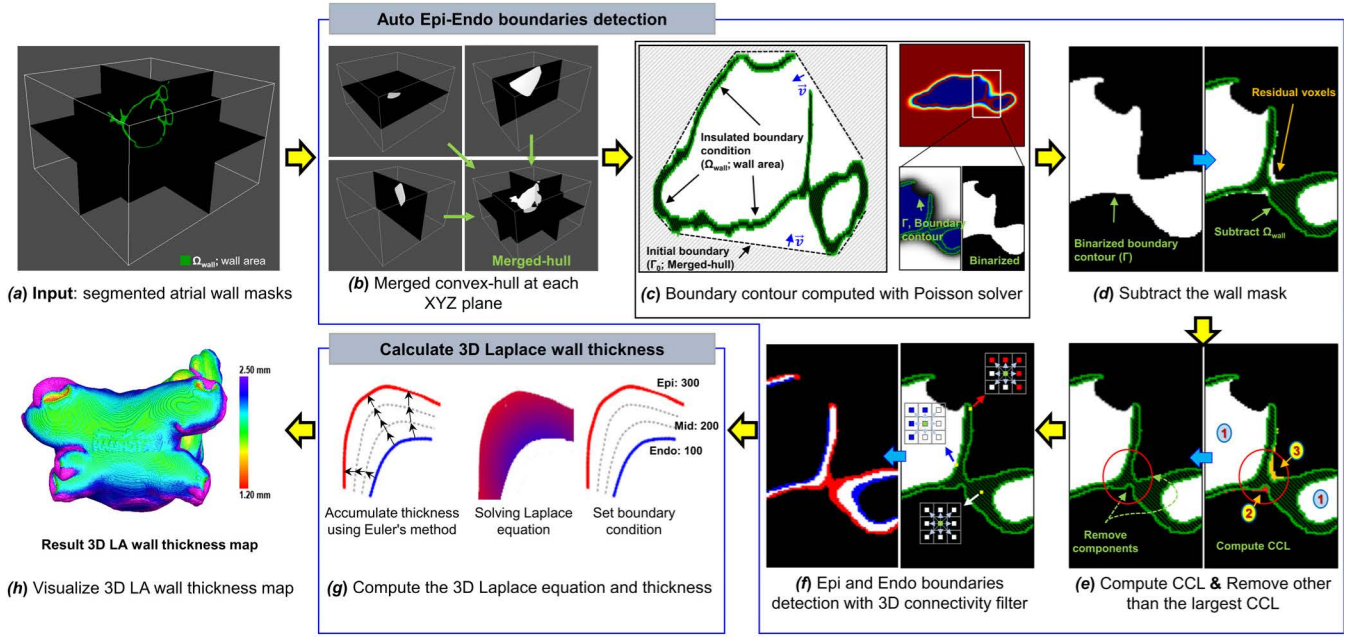 Auto Epi-Endo boundaries detection
Ω_wall; wall area
(a) Input: segmented atrial wall masks
Merged-hull
(b) Merged convex-hull at each
XYZ plane
Insulated boundary
condition
(Ω_wall; wall area)
v⃗
v⃗
Initial boundary
(Γ₀; Merged-hull)
Γ, Boundary
contour
Binarized
(c) Boundary contour computed with Poisson solver
Residual voxels
Binarized boundary
contour (Γ)
Subtract Ω_wall
(d) Subtract the wall mask
2.50 mm
1.20 mm
Result 3D LA wall thickness map
(h) Visualize 3D LA wall thickness map
Calculate 3D Laplace wall thickness
Epi: 300
Mid: 200
Endo: 100
Accumulate thickness
using Euler's method
Solving Laplace
equation
Set boundary
condition
(g) Compute the 3D Laplace equation and thickness
(f) Epi and Endo boundaries
detection with 3D connectivity filter
1
3
1
2
Remove
components
Compute CCL
(e) Compute CCL & Remove other
than the largest CCL